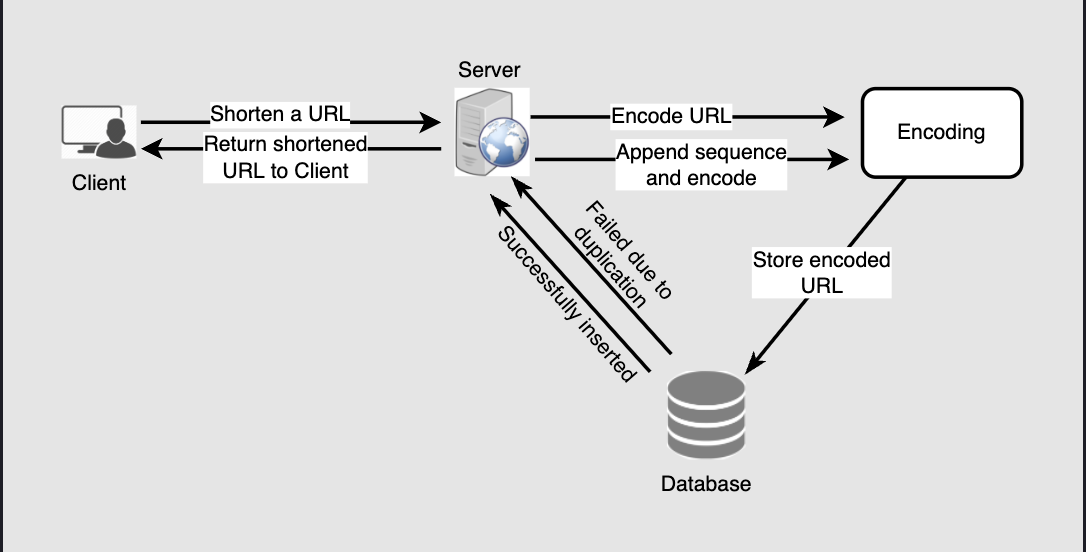 Server
Shorten a URL
Encode URL
Encoding
Return shortened
URL to Client
Append sequence
and encode
Client
Failed due to
duplication
Successfully inserted
Store encoded
URL
Database